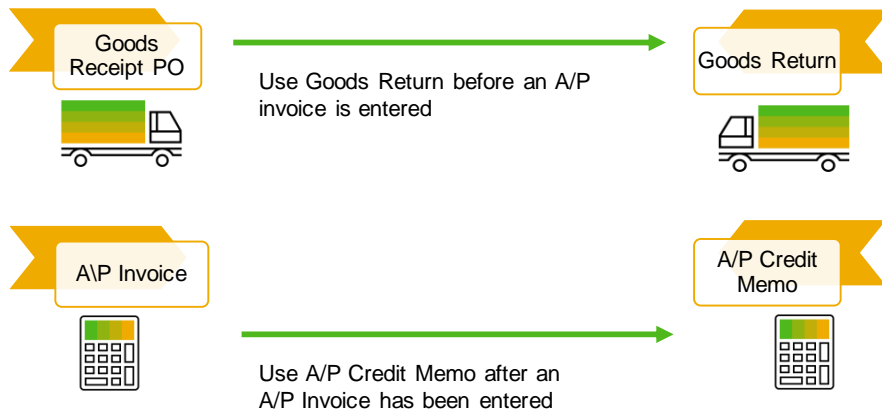 Goods
Receipt PO
Goods Return
Use Goods Return before an A/P
invoice is entered
A\P Invoice
A/P Credit
Memo
Use A/P Credit Memo after an
A/P Invoice has been entered